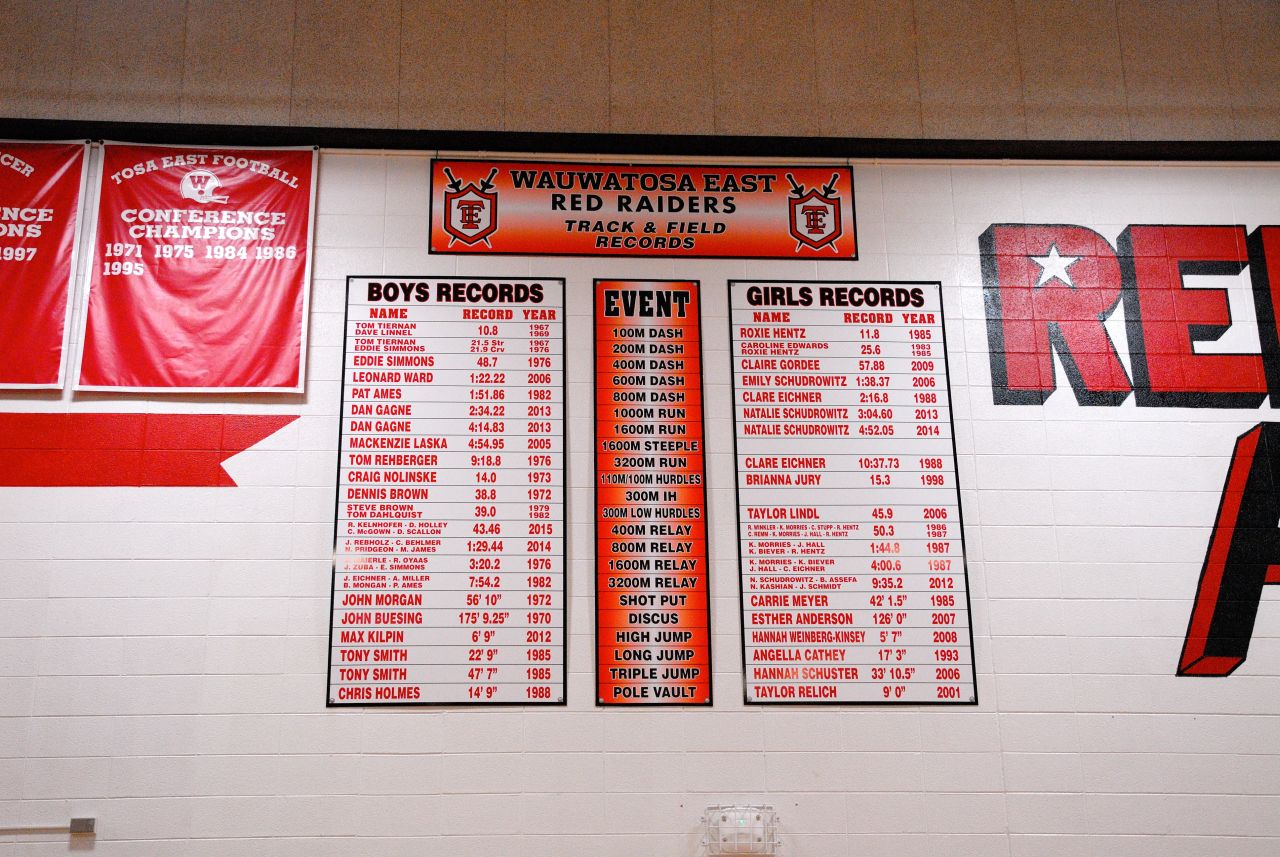 CER
NCE
ONS
1997
TOSA EAST FOOTBALL
W
CONFERENCE
CHAMPIONS
1971 1975 1984 1986
1995
WAUWATOSA EAST
RED RAIDERS
TRACK & FIELD
RECORDS
TE
TE
BOYS RECORDS
NAME RECORD YEAR
TOM TIERNAN 1967
DAVE LINNEL 10.8 1969
TOM TIERNAN 21.5 Str 1967
EDDIE SIMMONS 21.9 Crv 1976
EDDIE SIMMONS 48.7 1976
LEONARD WARD 1:22.22 2006
PAT AMES 1:51.86 1982
DAN GAGNE 2:34.22 2013
DAN GAGNE 4:14.83 2013
MACKENZIE LASKA 4:54.95 2005
TOM REHBERGER 9:18.8 1976
CRAIG NOLINSKE 14.0 1973
DENNIS BROWN 38.8 1972
STEVE BROWN 1979
TOM DAHLQUIST 39.0 1982
R. KELNHOFER - D. HOLLEY
C. McGOWN - D. SCALLON 43.46 2015
J. REBHOLZ - C. BEHLMER
N. PRIDGEON - M. JAMES 1:29.44 2014
R. OYAAS
J. ZUBA - E. SIMMONS 3:20.2 1976
J. EICHNER - A. MILLER
B. MONGAN - P. AMES 7:54.2 1982
JOHN MORGAN 56' 10" 1972
JOHN BUESING 175' 9.25" 1970
MAX KILPIN 6' 9" 2012
TONY SMITH 22' 9" 1985
TONY SMITH 47' 7" 1985
CHRIS HOLMES 14' 9" 1988
EVENT
100M DASH
200M DASH
400M DASH
600M DASH
800M DASH
1000M RUN
1600M RUN
1600M STEEPLE
3200M RUN
110M/100M HURDLES
300M IH
300M LOW HURDLES
400M RELAY
800M RELAY
1600M RELAY
3200M RELAY
SHOT PUT
DISCUS
HIGH JUMP
LONG JUMP
TRIPLE JUMP
POLE VAULT
GIRLS RECORDS
NAME RECORD YEAR
ROXIE HENTZ 11.8 1985
CAROLINE EDWARDS 1983
ROXIE HENTZ 25.6 1985
CLAIRE GORDEE 57.88 2009
EMILY SCHUDROWITZ 1:38.37 2006
CLARE EICHNER 2:16.8 1988
NATALIE SCHUDROWITZ 3:04.60 2013
NATALIE SCHUDROWITZ 4:52.05 2014
CLARE EICHNER 10:37.73 1988
BRIANNA JURY 15.3 1998
TAYLOR LINDL 45.9 2006
R. WINKLER - K. MORRIES - C. STUPP - R. HENTZ 1986
C. REMN - K. MORRIES - J. HALL - R. HENTZ 50.3 1987
K. MORRIES - J. HALL
K. BIEVER - R. HENTZ 1:44.8 1987
K. MORRIES - K. BIEVER
J. HALL - C. EICHNER 4:00.6 1987
N. SCHUDROWITZ - B. ASSEFA
N. KASHIAN - J. SCHMIDT 9:35.2 2012
CARRIE MEYER 42' 1.5" 1985
ESTHER ANDERSON 126' 0" 2007
HANNAH WEINBERG-KINSEY 5' 7" 2008
ANGELLA CATHEY 17' 3" 1993
HANNAH SCHUSTER 33' 10.5" 2006
TAYLOR RELICH 9' 0" 2001
RE